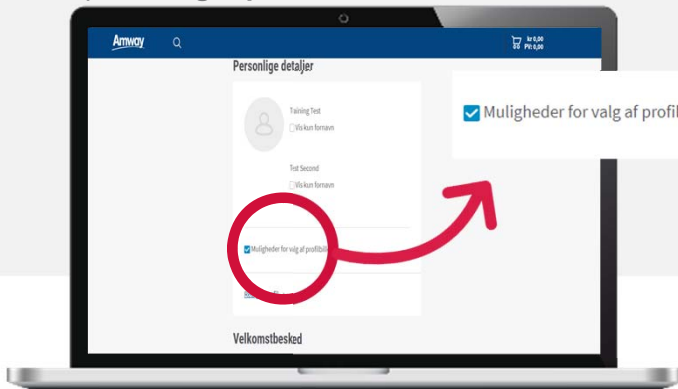 Amway
kr 0,00
PV: 0,00
Personlige detaljer
Training Test
Vis kun fornavn
Test Second
Vis kun fornavn
Muligheder for valg af profilbille
Velkomstbesked
Muligheder for valg af profil